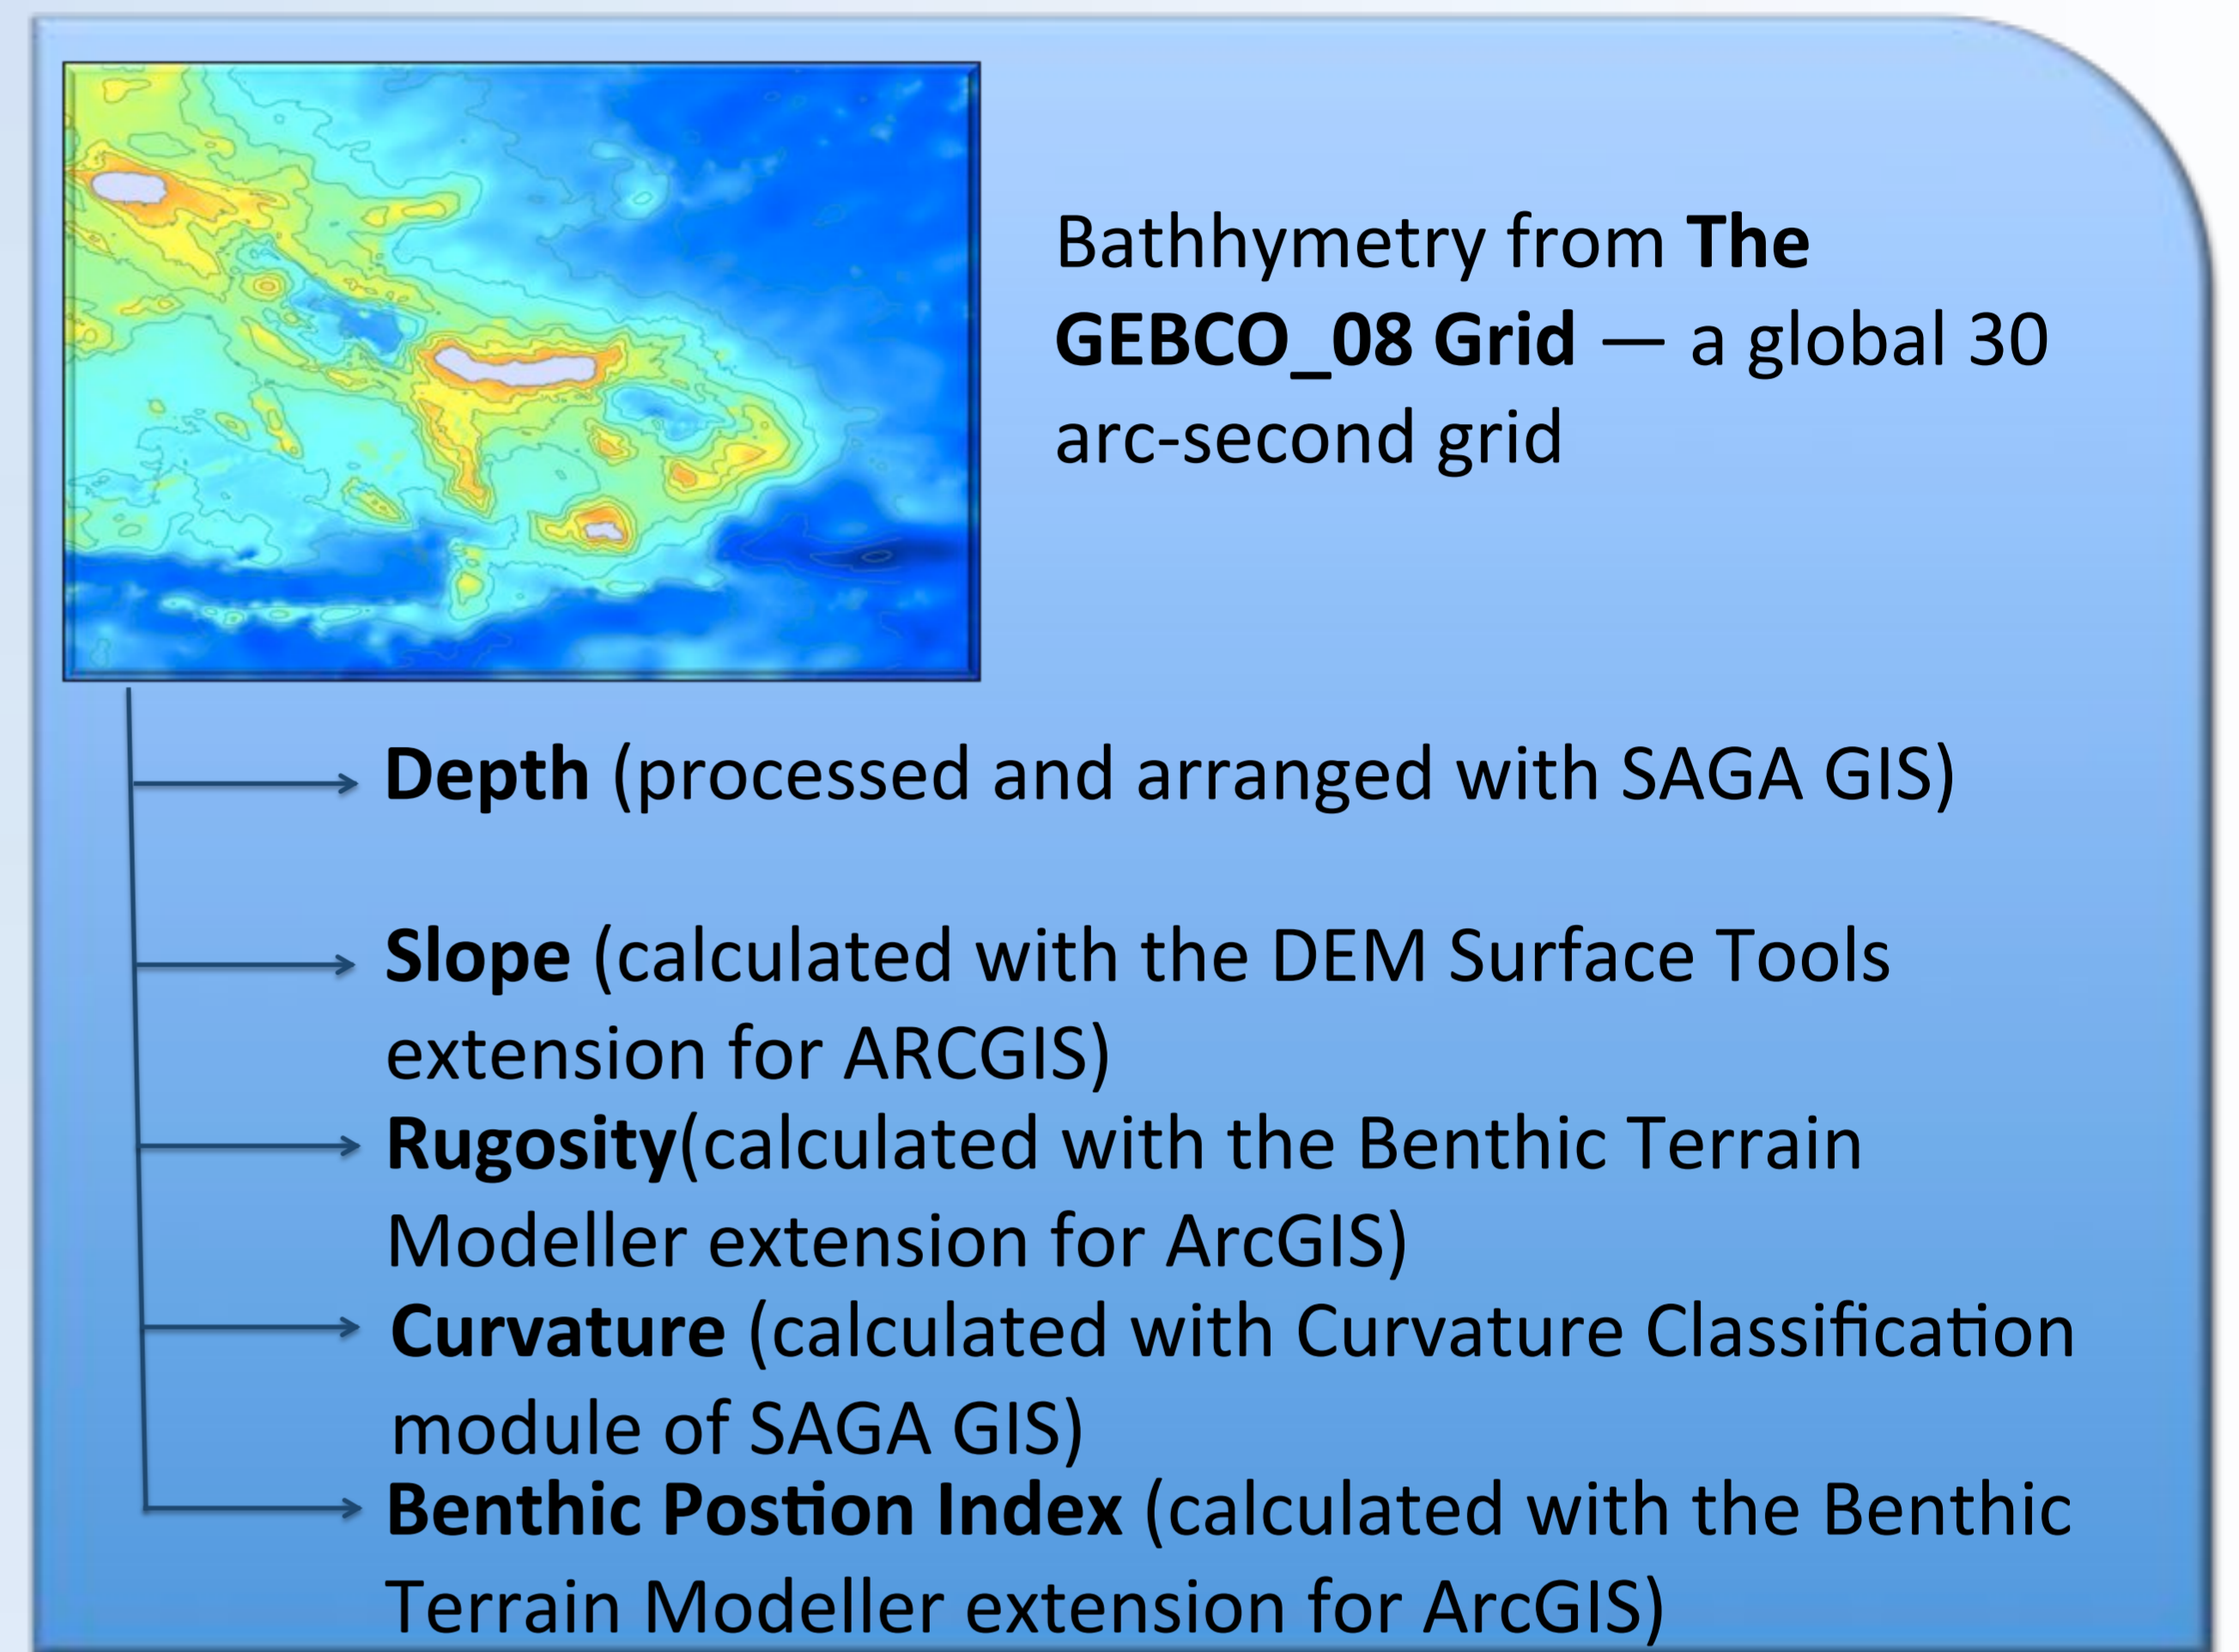 Bathhymetry from The
GEBCO_08 Grid — a global 30
arc-second grid
Depth (processed and arranged with SAGA GIS)
Slope (calculated with the DEM Surface Tools
extension for ARCGIS)
Rugosity(calculated with the Benthic Terrain
Modeller extension for ArcGIS)
Curvature (calculated with Curvature Classification
module of SAGA GIS)
Benthic Postion Index (calculated with the Benthic
Terrain Modeller extension for ArcGIS)